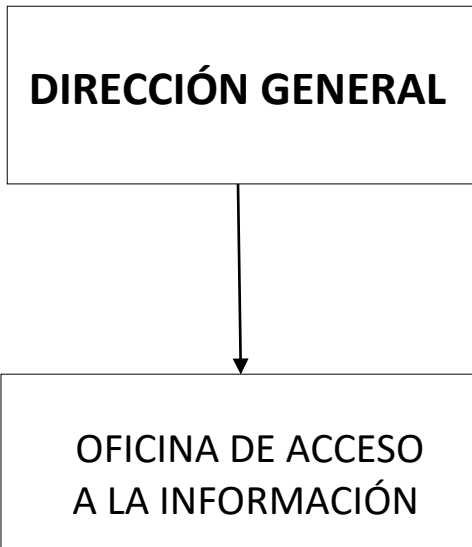 DIRECCIÓN GENERAL
OFICINA DE ACCESO
A LA INFORMACIÓN